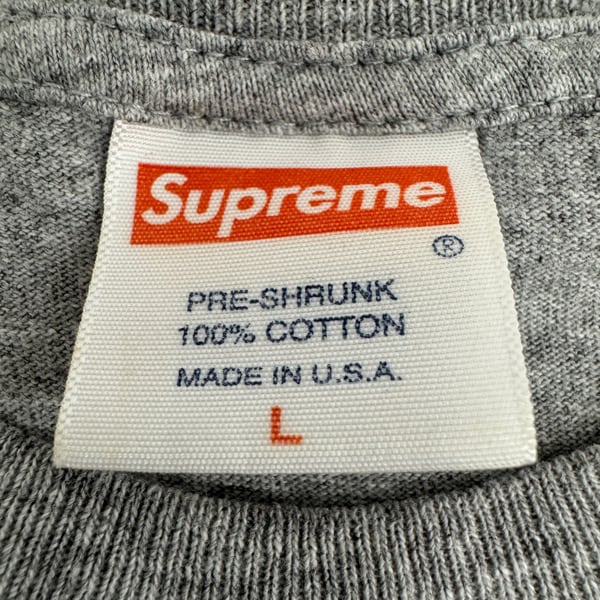 Supreme
®
PRE-SHRUNK
100% COTTON
MADE IN U.S.A.
L